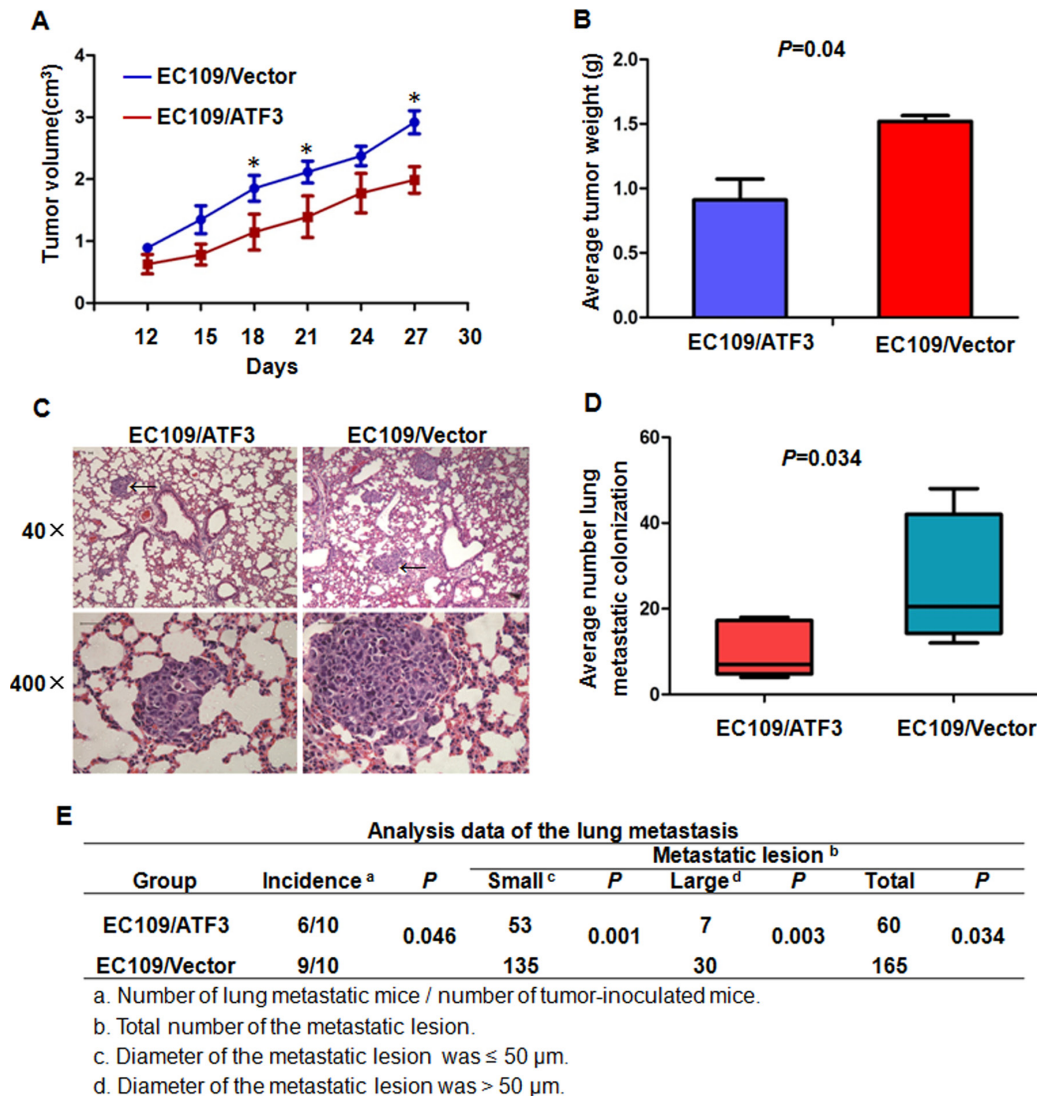 A
Tumor volume(cm³)
4
3
2
1
0
EC109/Vector
EC109/ATF3
*
*
*
12 15 18 21 24 27 30
Days
B
P=0.04
Average tumor weight (g)
2.0
1.5
1.0
0.5
0.0
EC109/ATF3 EC109/Vector
C
EC109/ATF3 EC109/Vector
40×
400×
D
P=0.034
Average number lung
metastatic colonization
60
40
20
0
EC109/ATF3 EC109/Vector
E
Analysis data of the lung metastasis
Metastatic lesion b
Group Incidence a P Small c P Large d P Total P
EC109/ATF3 6/10 53 7 60
0.046 0.001 0.003 0.034
EC109/Vector 9/10 135 30 165
a. Number of lung metastatic mice / number of tumor-inoculated mice.
b. Total number of the metastatic lesion.
c. Diameter of the metastatic lesion was ≤ 50 μm.
d. Diameter of the metastatic lesion was > 50 μm.